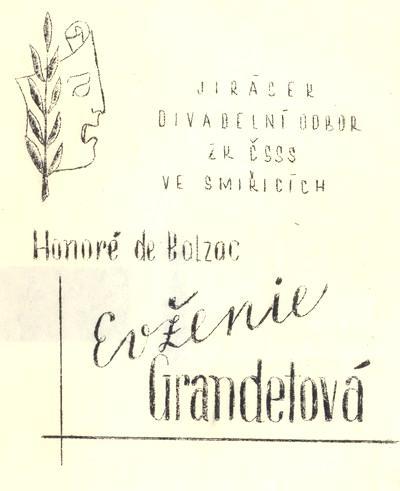 JIRÁSEK
DIVADELNÍ ODBOR
ZK ČSSS
VE SMIŘICÍCH
Honoré de Balzac
Evženie
Grandetová